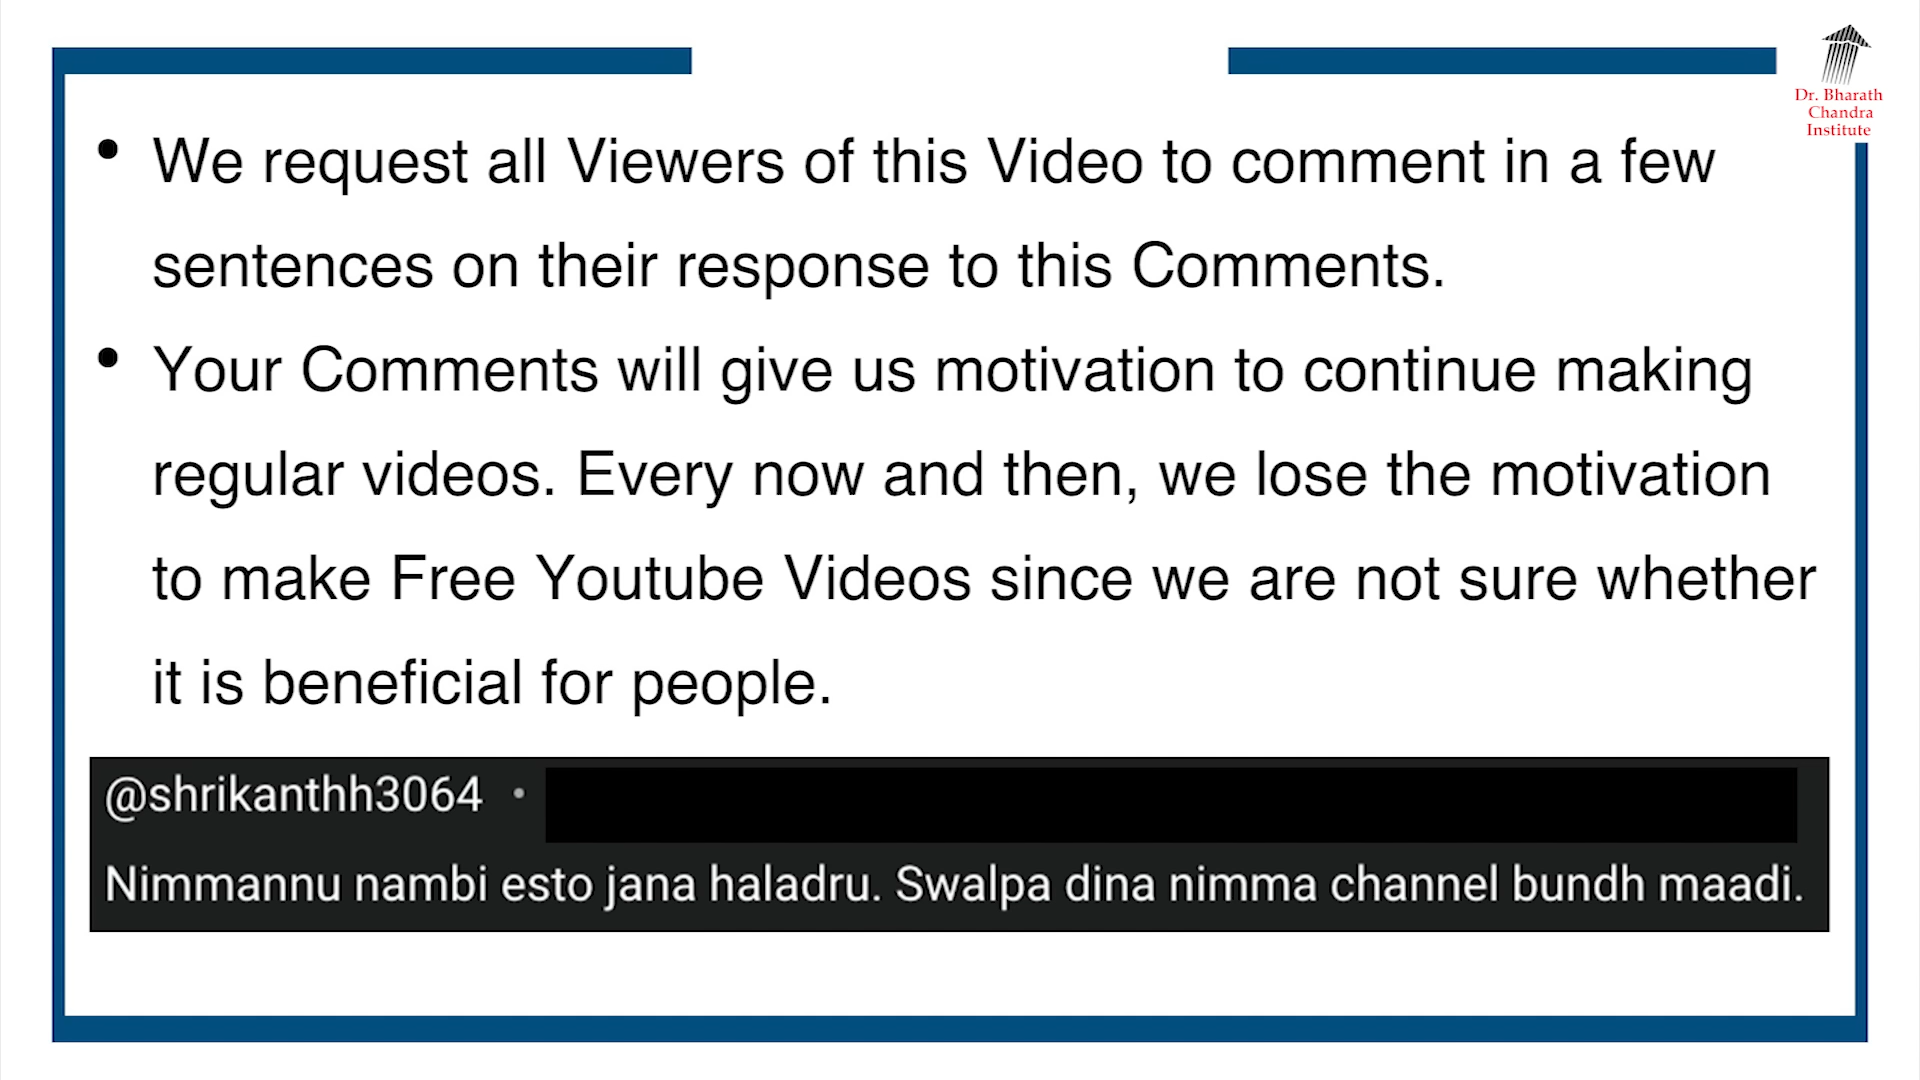 Dr. Bharath
Chandra
Institute
• We request all Viewers of this Video to comment in a few
sentences on their response to this Comments.
• Your Comments will give us motivation to continue making
regular videos. Every now and then, we lose the motivation
to make Free Youtube Videos since we are not sure whether
it is beneficial for people.
@shrikanthh3064 •
Nimmannu nambi esto jana haladru. Swalpa dina nimma channel bundh maadi.